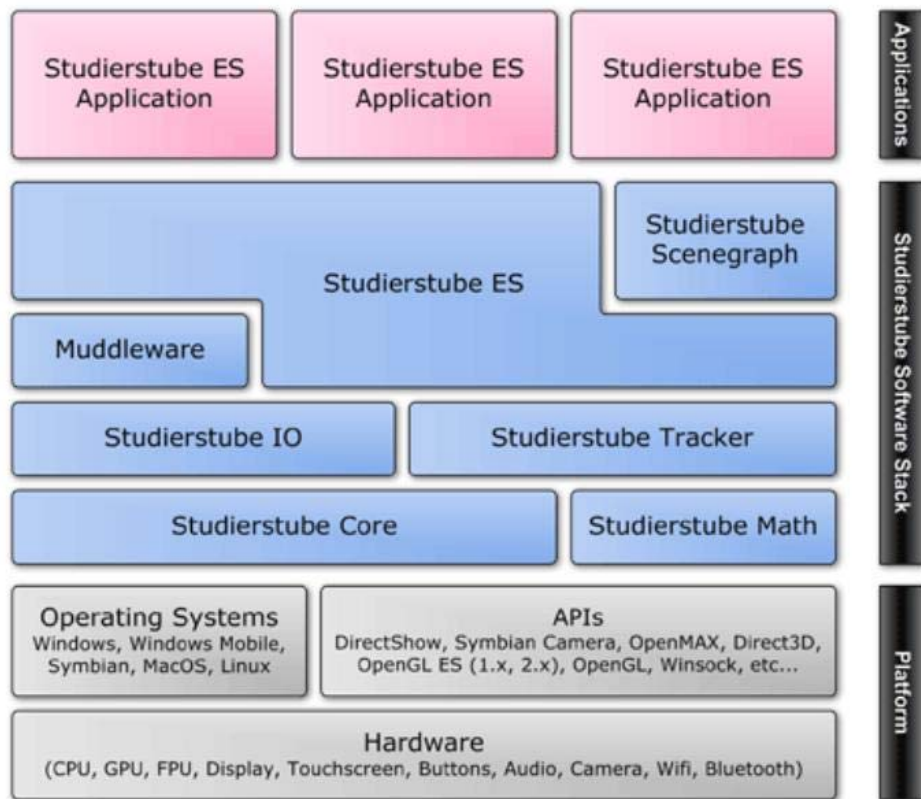 Studierstube ES
Application
Studierstube ES
Application
Studierstube ES
Application
Applications
Studierstube
Scenegraph
Studierstube ES
Muddleware
Studierstube IO
Studierstube Tracker
Studierstube Core
Studierstube Math
Studierstube Software Stack
Operating Systems
Windows, Windows Mobile,
Symbian, MacOS, Linux
APIs
DirectShow, Symbian Camera, OpenMAX, Direct3D,
OpenGL ES (1.x, 2.x), OpenGL, Winsock, etc...
Hardware
(CPU, GPU, FPU, Display, Touchscreen, Buttons, Audio, Camera, Wifi, Bluetooth)
Platform